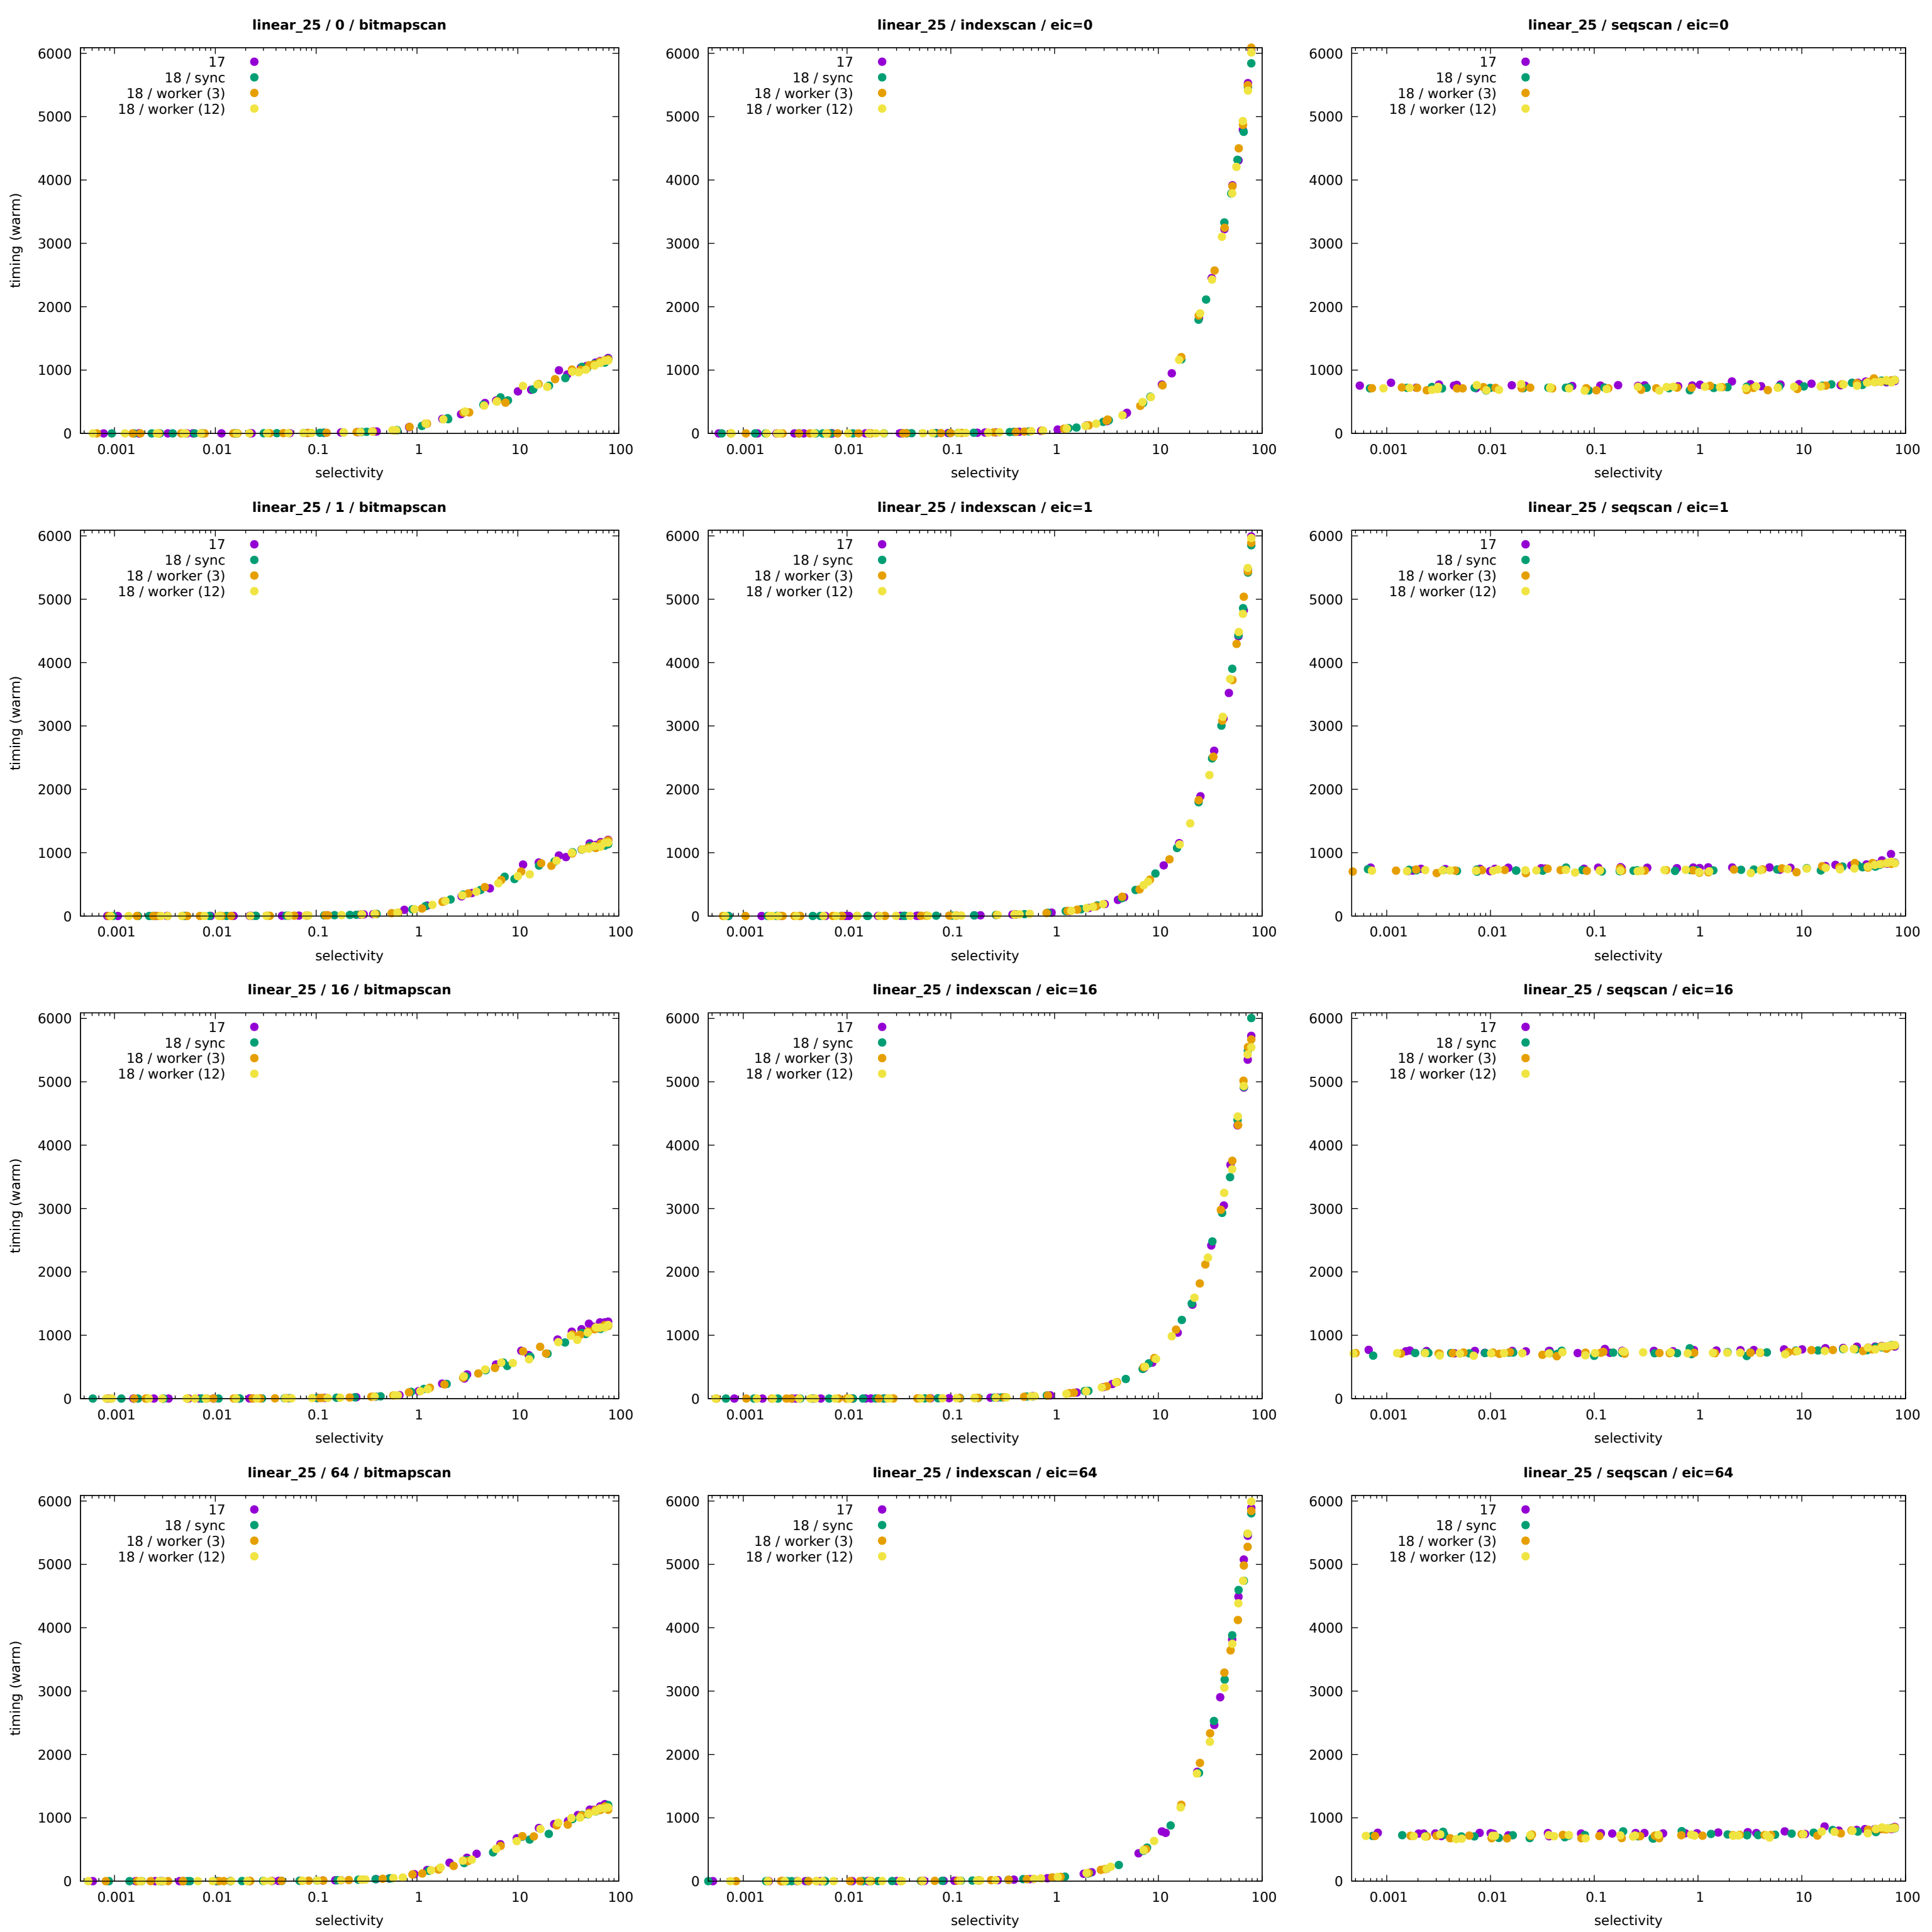 linear_25 / 0 / bitmapscan
timing (warm)
6000
5000
4000
3000
2000
1000
0
17
18 / sync
18 / worker (3)
18 / worker (12)
0.001 0.01 0.1 1 10 100
selectivity
linear_25 / indexscan / eic=0
6000
5000
4000
3000
2000
1000
0
17
18 / sync
18 / worker (3)
18 / worker (12)
0.001 0.01 0.1 1 10 100
selectivity
linear_25 / seqscan / eic=0
6000
5000
4000
3000
2000
1000
0
17
18 / sync
18 / worker (3)
18 / worker (12)
0.001 0.01 0.1 1 10 100
selectivity
linear_25 / 1 / bitmapscan
timing (warm)
6000
5000
4000
3000
2000
1000
0
17
18 / sync
18 / worker (3)
18 / worker (12)
0.001 0.01 0.1 1 10 100
selectivity
linear_25 / indexscan / eic=1
6000
5000
4000
3000
2000
1000
0
17
18 / sync
18 / worker (3)
18 / worker (12)
0.001 0.01 0.1 1 10 100
selectivity
linear_25 / seqscan / eic=1
6000
5000
4000
3000
2000
1000
0
17
18 / sync
18 / worker (3)
18 / worker (12)
0.001 0.01 0.1 1 10 100
selectivity
linear_25 / 16 / bitmapscan
timing (warm)
6000
5000
4000
3000
2000
1000
0
17
18 / sync
18 / worker (3)
18 / worker (12)
0.001 0.01 0.1 1 10 100
selectivity
linear_25 / indexscan / eic=16
6000
5000
4000
3000
2000
1000
0
17
18 / sync
18 / worker (3)
18 / worker (12)
0.001 0.01 0.1 1 10 100
selectivity
linear_25 / seqscan / eic=16
6000
5000
4000
3000
2000
1000
0
17
18 / sync
18 / worker (3)
18 / worker (12)
0.001 0.01 0.1 1 10 100
selectivity
linear_25 / 64 / bitmapscan
timing (warm)
6000
5000
4000
3000
2000
1000
0
17
18 / sync
18 / worker (3)
18 / worker (12)
0.001 0.01 0.1 1 10 100
selectivity
linear_25 / indexscan / eic=64
6000
5000
4000
3000
2000
1000
0
17
18 / sync
18 / worker (3)
18 / worker (12)
0.001 0.01 0.1 1 10 100
selectivity
linear_25 / seqscan / eic=64
6000
5000
4000
3000
2000
1000
0
17
18 / sync
18 / worker (3)
18 / worker (12)
0.001 0.01 0.1 1 10 100
selectivity